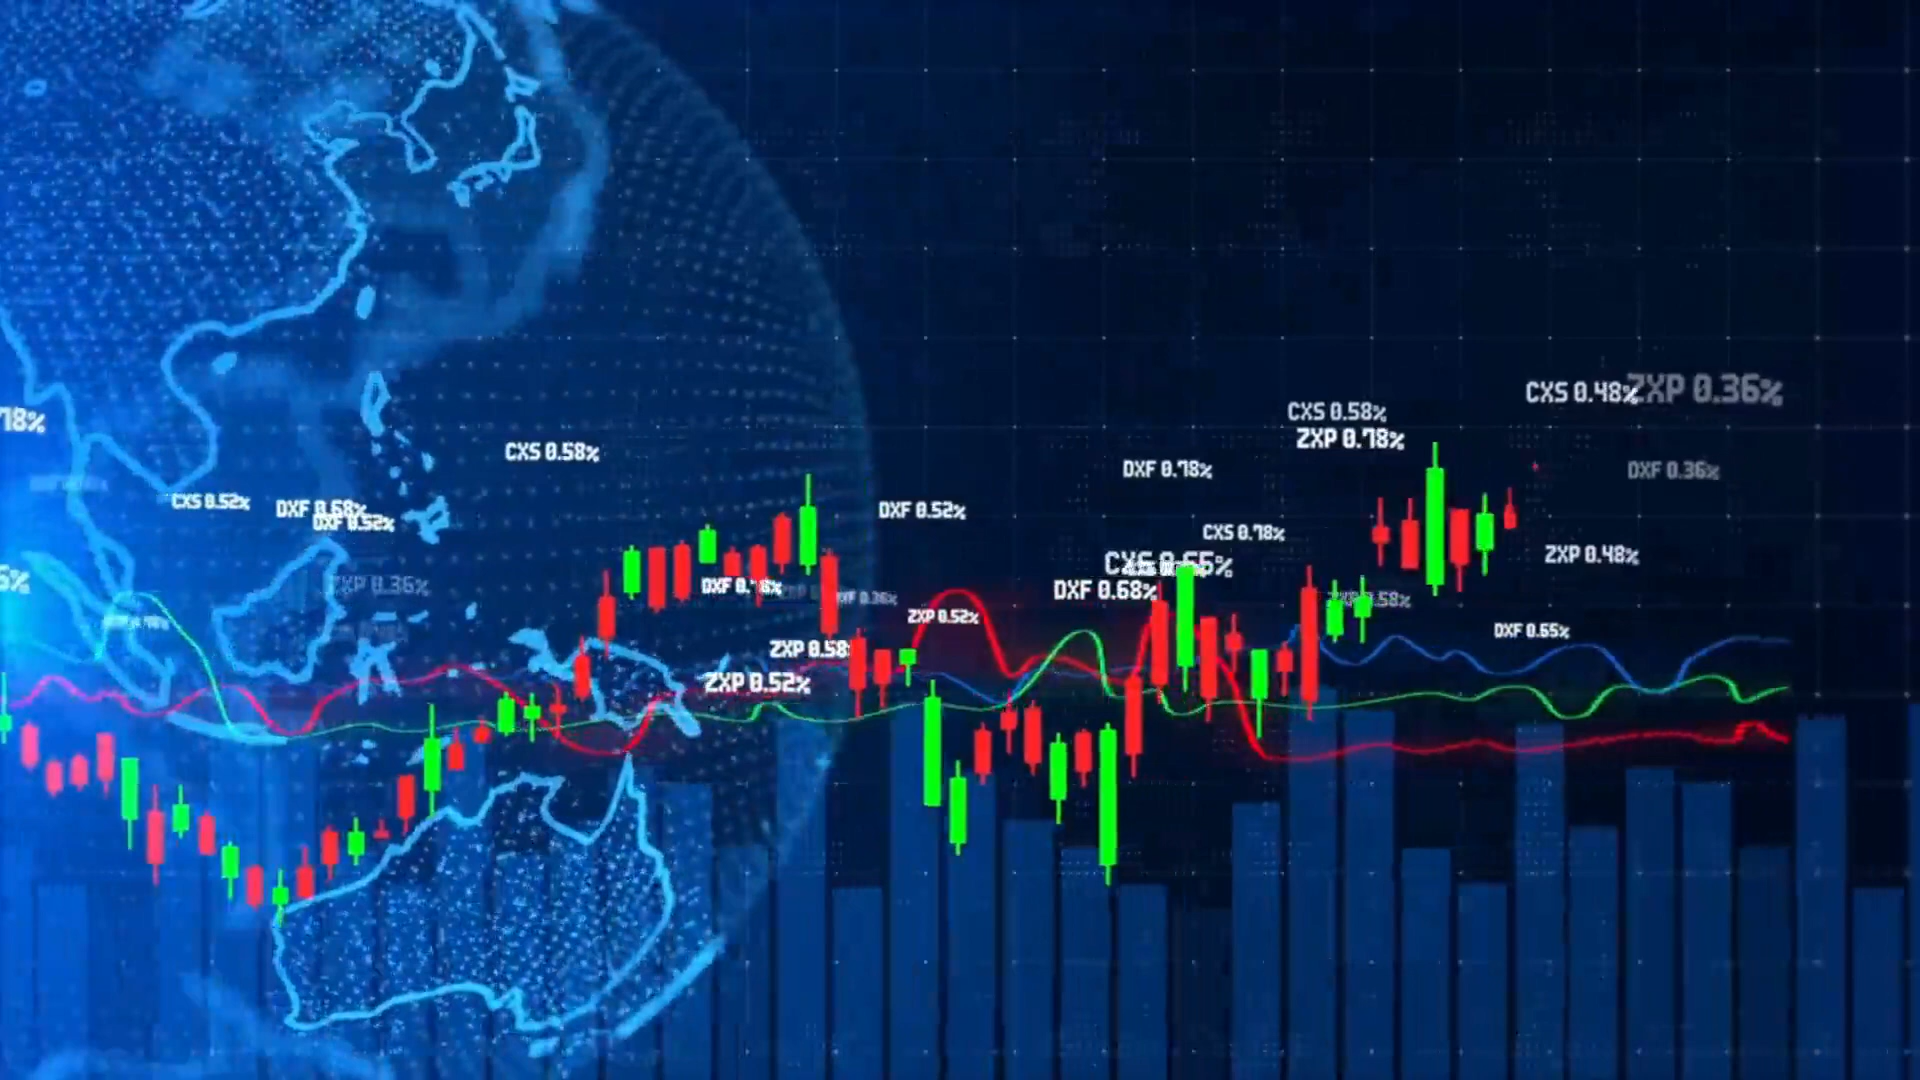 CXS 0.48%
ZXP 0.36%
CXS 0.58%
ZXP 0.78%
CXS 0.58%
DXF 0.78%
DXF 0.36%
CXS 0.52%
DXF 0.68%
DXF 0.52%
DXF 0.52%
CXS 0.78%
ZXP 0.48%
ZXP 0.36%
DXF 0.68%
DXF 0.36%
ZXP 0.52%
DXF 0.65%
ZXP 0.58
ZXP 0.52%